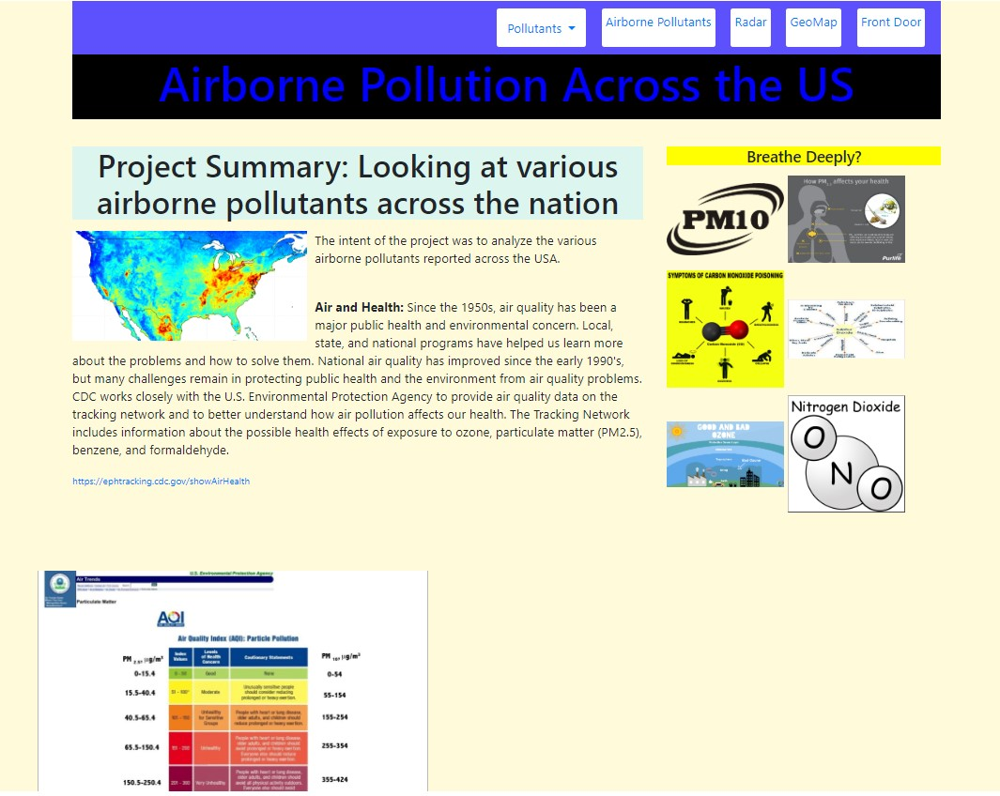 Pollutants
Airborne Pollutants
Radar
GeoMap
Front Door
Airborne Pollution Across the US
Project Summary: Looking at various
airborne pollutants across the nation
The intent of the project was to analyze the various
airborne pollutants reported across the USA.
Air and Health: Since the 1950s, air quality has been a
major public health and environmental concern. Local,
state, and national programs have helped us learn more
about the problems and how to solve them. National air quality has improved since the early 1990's,
but many challenges remain in protecting public health and the environment from air quality problems.
CDC works closely with the U.S. Environmental Protection Agency to provide air quality data on the
tracking network and to better understand how air pollution affects our health. The Tracking Network
includes information about the possible health effects of exposure to ozone, particulate matter (PM2.5),
benzene, and formaldehyde.
https://ephtracking.cdc.gov/showAirHealth
Breathe Deeply?
PM10
How PM2.5 affects your health
Purlife
SYMPTOMS OF CARBON MONOXIDE POISONING
Carbon Monoxide (CO)
GOOD AND BAD
OZONE
Nitrogen Dioxide
O
N
O
U.S. Environmental Protection Agency
Air Trends
Particulate Matter
AQI
Air Quality Index (AQI): Particle Pollution
PM 2.5, µg/m³
Index
Values
Levels
of Health
Concern
Cautionary Statements
PM 10, µg/m³
0-15.4
0 - 50
Good
None
0-54
15.5-40.4
51 - 100*
Moderate
Unusually sensitive people
should consider reducing
prolonged or heavy exertion.
55-154
40.5-65.4
101 - 150
Unhealthy
for Sensitive
Groups
People with heart or lung disease,
older adults, and children should
reduce prolonged or heavy exertion.
155-254
65.5-150.4
151 - 200
Unhealthy
People with heart or lung disease,
older adults, and children should
avoid prolonged or heavy exertion.
Everyone else should reduce
prolonged or heavy exertion.
255-354
150.5-250.4
201 - 300
Very Unhealthy
People with heart or lung disease,
older adults, and children should
avoid all physical activity outdoors.
Everyone else should avoid
355-424